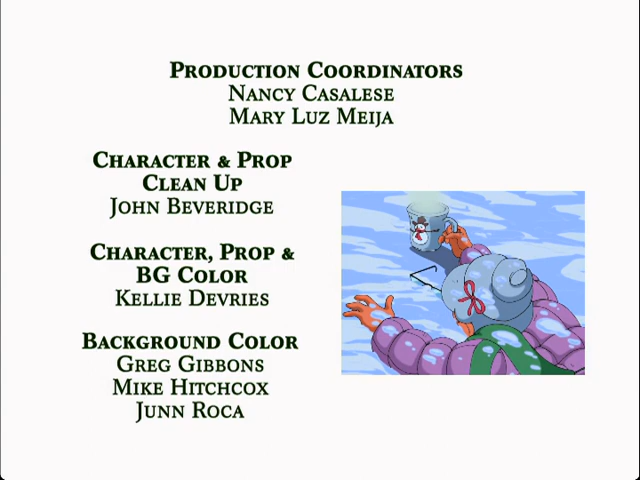 PRODUCTION COORDINATORS
NANCY CASALESE
MARY LUZ MEIJA
CHARACTER & PROP
CLEAN UP
JOHN BEVERIDGE
CHARACTER, PROP &
BG COLOR
KELLIE DEVRIES
BACKGROUND COLOR
GREG GIBBONS
MIKE HITCHCOX
JUNN ROCA